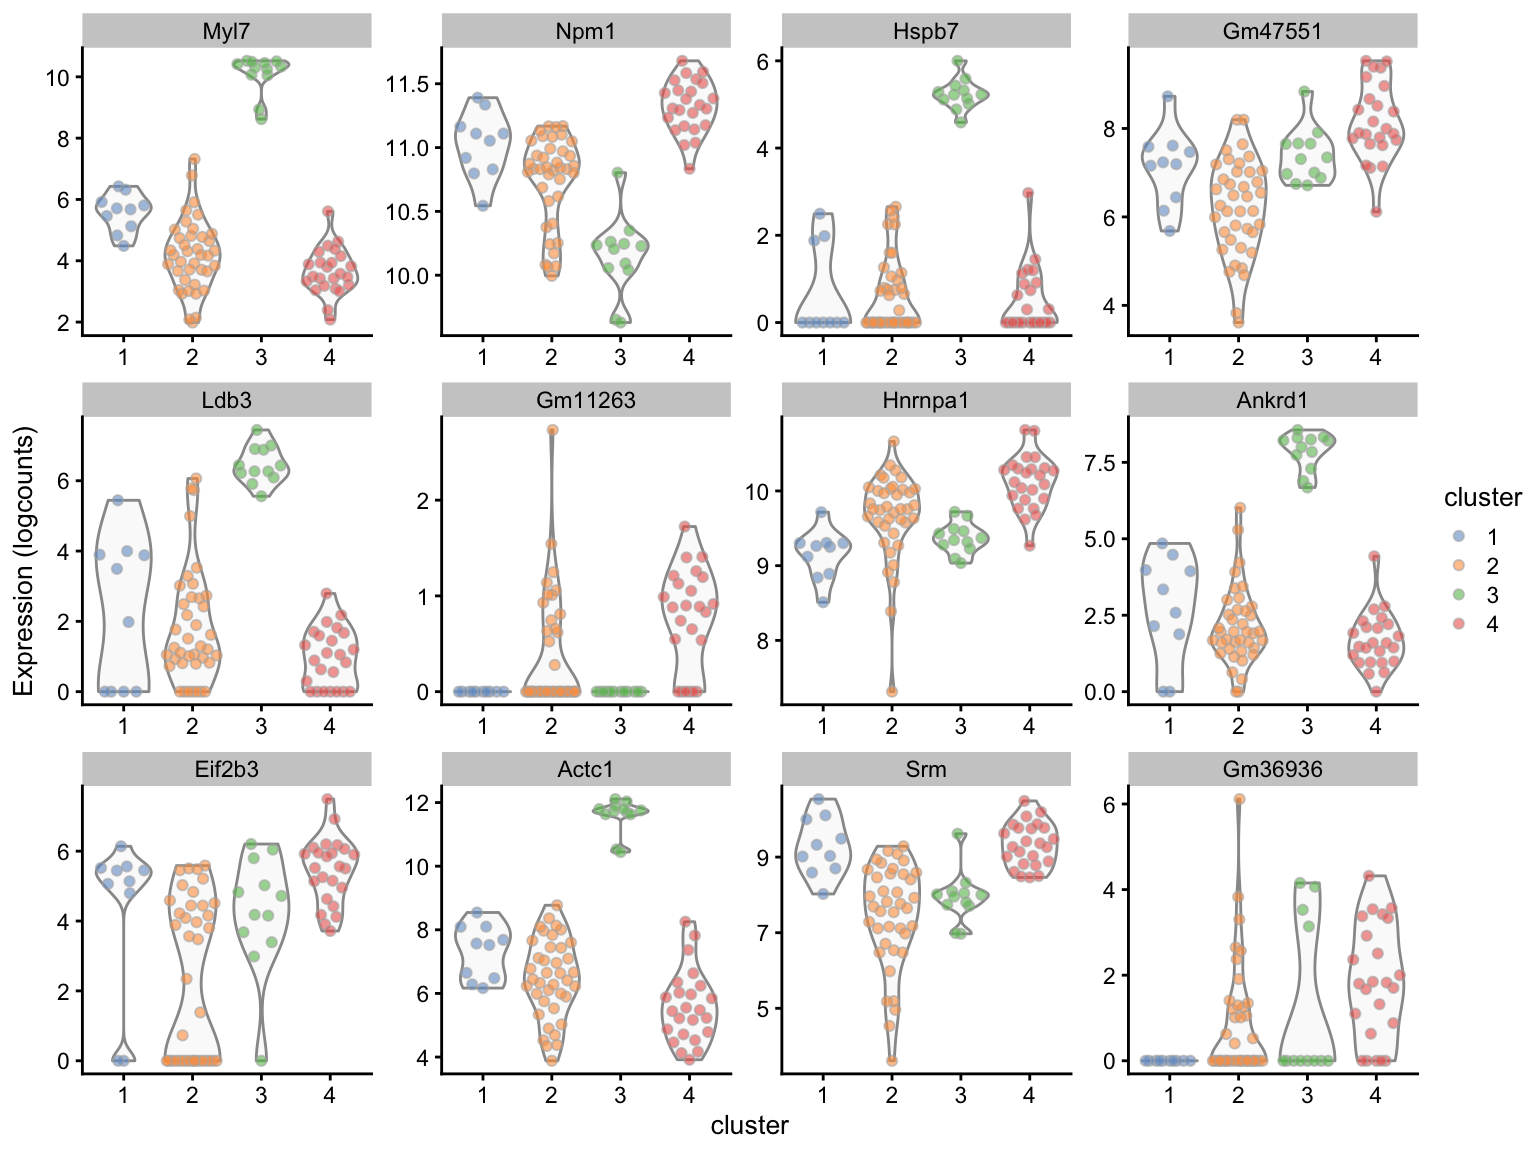 Myl7 Npm1 Hspb7 Gm47551
10 11.5 6 8
8 11.0 4 6
6 10.5 2 4
4 10.0 0
2
1 2 3 4 1 2 3 4 1 2 3 4 1 2 3 4
Ldb3 Gm11263 Hnrnpa1 Ankrd1
6 2 10 7.5
4 1 9 5.0
2 0 8 2.5
0 0.0
1 2 3 4 1 2 3 4 1 2 3 4 1 2 3 4
Eif2b3 Actc1 Srm Gm36936
6 12 9 6
4 10 7 4
2 8 5 2
0 6 0
4
1 2 3 4 1 2 3 4 1 2 3 4 1 2 3 4
Expression (logcounts)
cluster
cluster
1
2
3
4